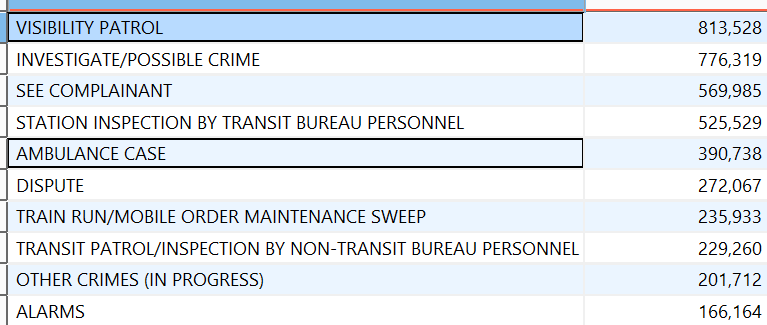 VISIBILITY PATROL 813,528
INVESTIGATE/POSSIBLE CRIME 776,319
SEE COMPLAINANT 569,985
STATION INSPECTION BY TRANSIT BUREAU PERSONNEL 525,529
AMBULANCE CASE 390,738
DISPUTE 272,067
TRAIN RUN/MOBILE ORDER MAINTENANCE SWEEP 235,933
TRANSIT PATROL/INSPECTION BY NON-TRANSIT BUREAU PERSONNEL 229,260
OTHER CRIMES (IN PROGRESS) 201,712
ALARMS 166,164